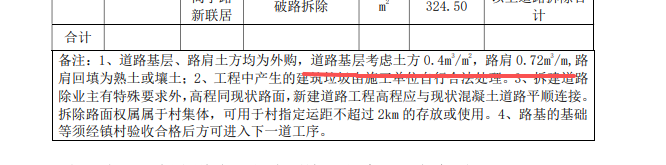 新联居 破路拆除 m² 324.50 计
合计
备注：1、道路基层、路肩土方均为外购，道路基层考虑土方0.4m³/m²，路肩0.72m³/m,路
肩回填为熟土或壤土；2、工程中产生的建筑垃圾由施工单位自行合法处理。3、拆建道路
除业主有特殊要求外,高程同现状路面,新建道路工程高程应与现状混凝土道路平顺连接。
拆除路面权属属于村集体，可用于村指定运距不超过2km的存放或使用。4、路基的基础
等须经镇村验收合格后方可进入下一道工序。